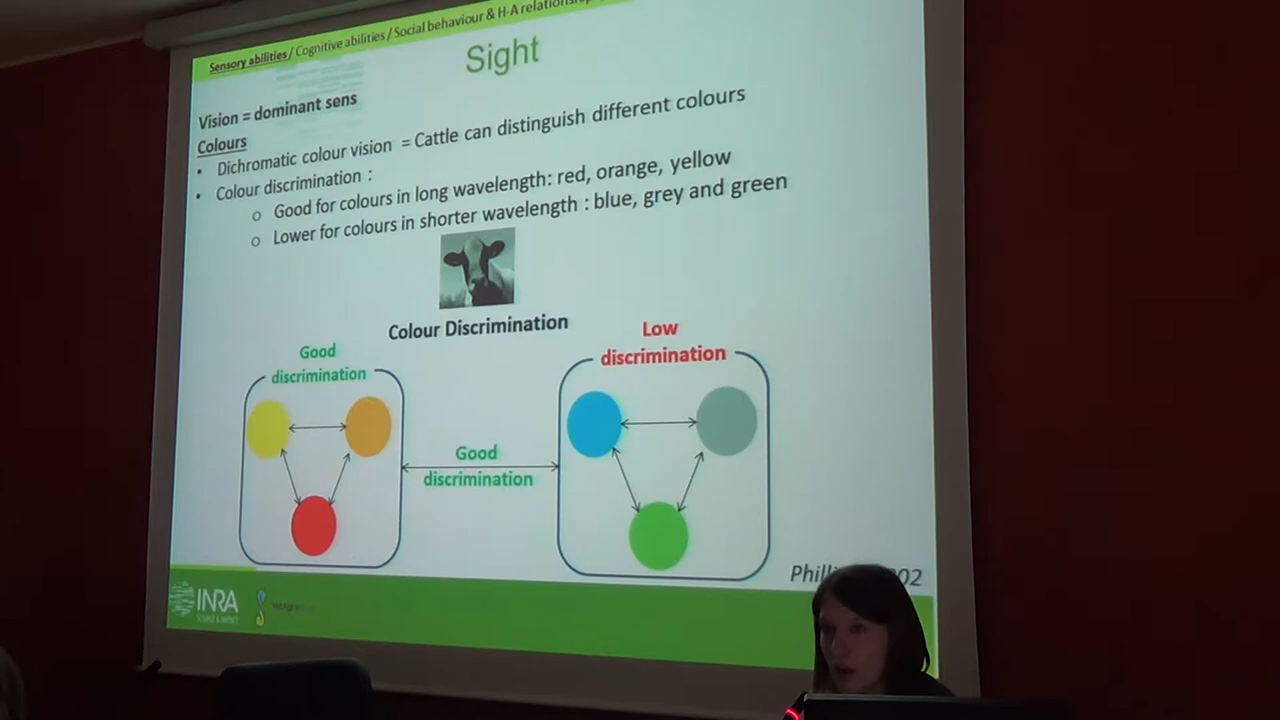 Sensory abilities / Cognitive abilities / Social behaviour & H-A relationship
Sight
Vision = dominant sens
Colours
• Dichromatic colour vision = Cattle can distinguish different colours
• Colour discrimination :
o Good for colours in long wavelength: red, orange, yellow
o Lower for colours in shorter wavelength : blue, grey and green
Colour Discrimination
Good
discrimination
Low
discrimination
Good
discrimination
INRA
SCIENCE & IMPACT